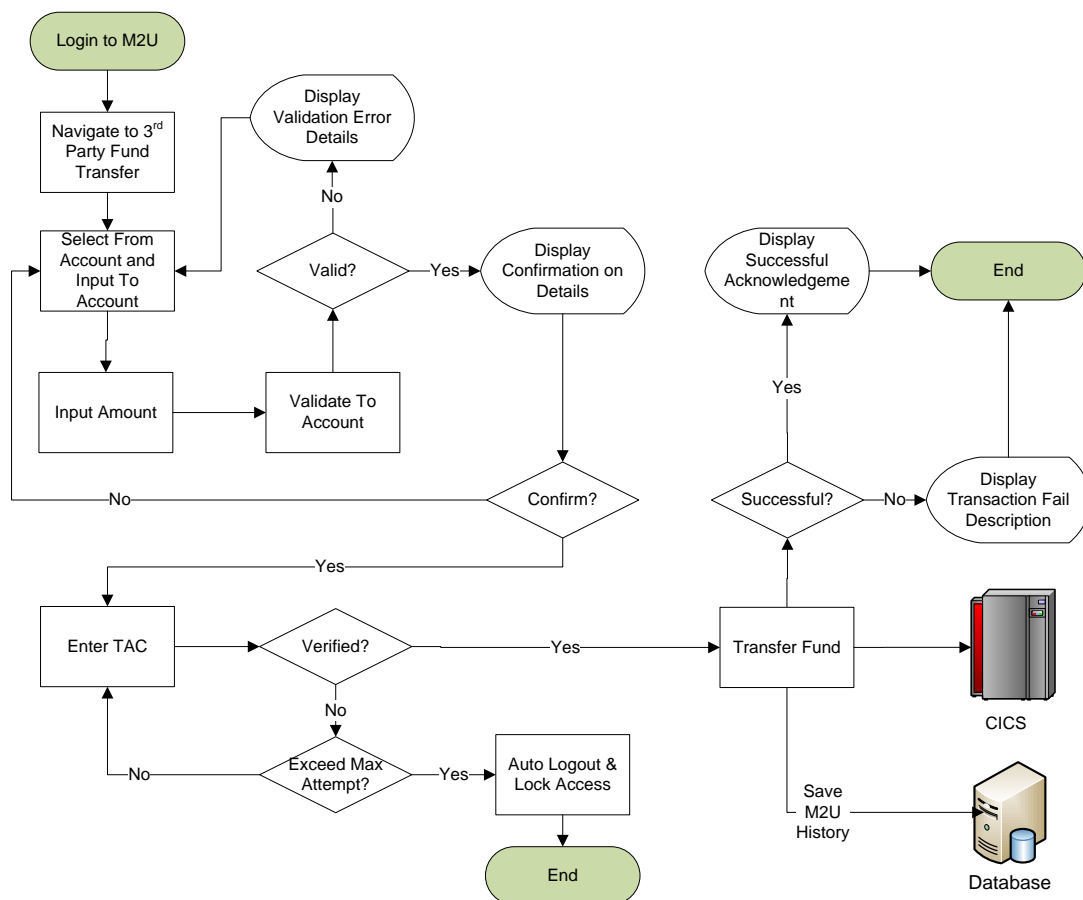 Login to M2U
Navigate to 3rd
Party Fund
Transfer
Select From
Account and
Input To
Account
Input Amount
Validate To
Account
Valid?
No
Display
Validation Error
Details
Yes
Display
Confirmation on
Details
Confirm?
No
Yes
Enter TAC
Verified?
No
Exceed Max
Attempt?
No
Yes
Auto Logout &
Lock Access
End
Yes
Transfer Fund
Successful?
Yes
Display
Successful
Acknowledgeme
nt
End
No
Display
Transaction Fail
Description
CICS
Save
M2U
History
Database